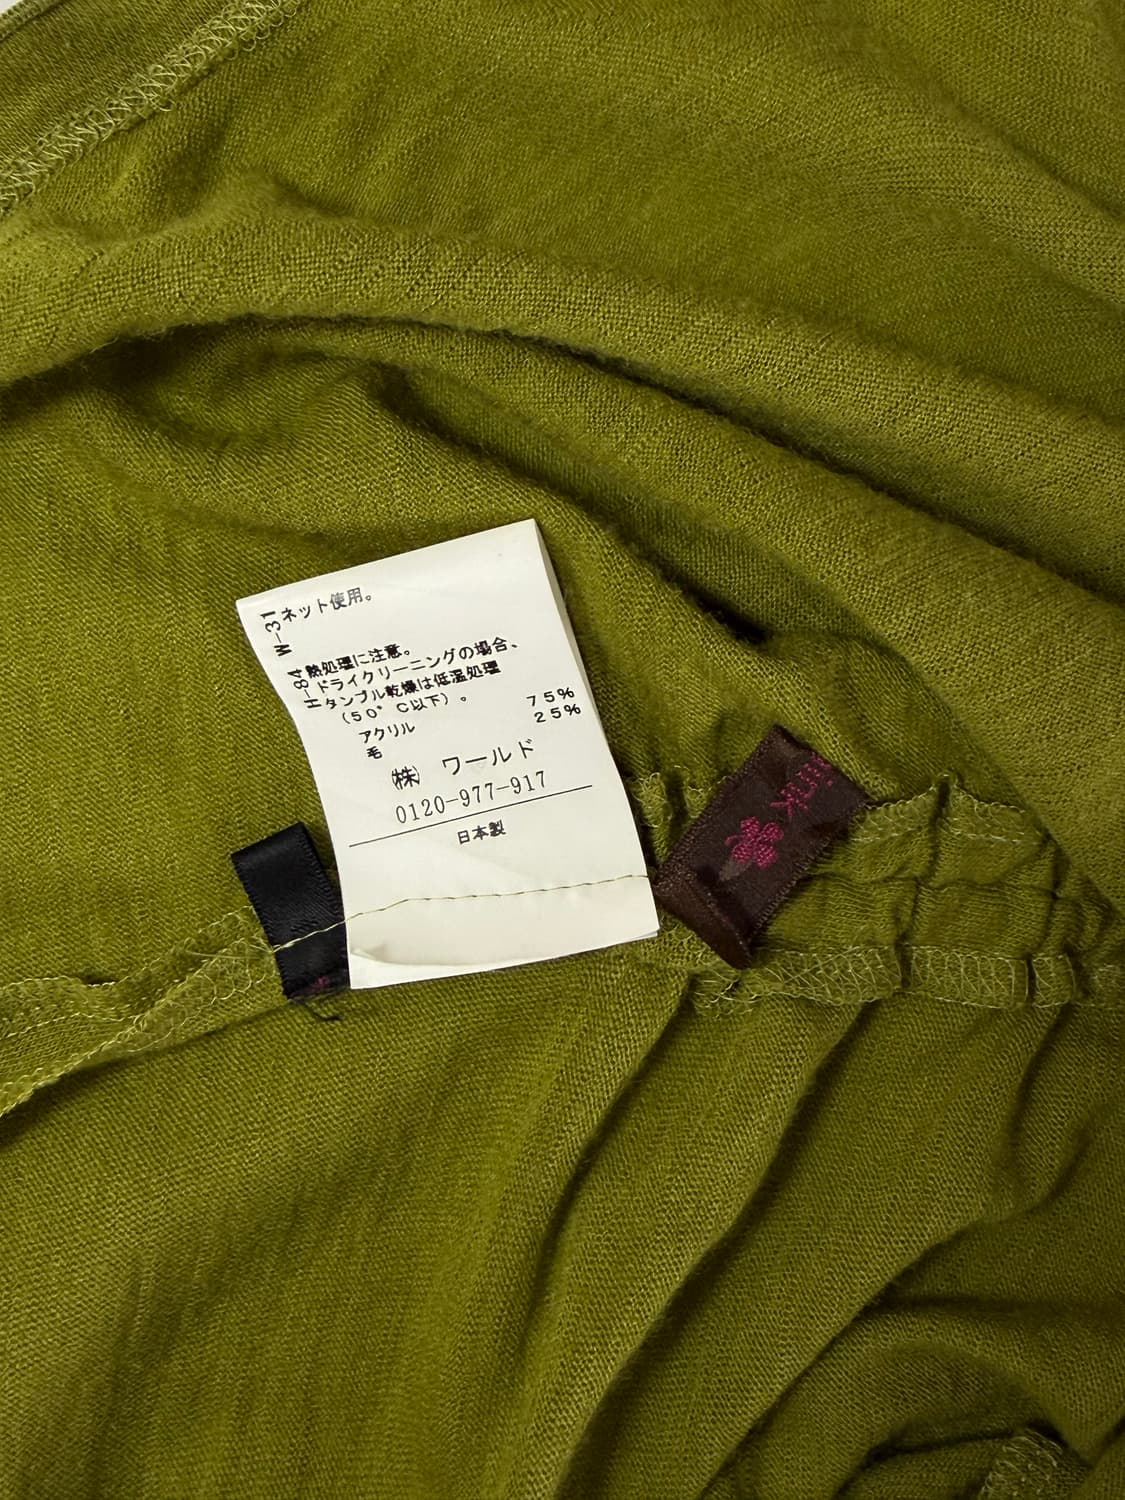 W-31 ネット使用。
H-84 熱処理に注意。
ドライクリーニングの場合、
タンブル乾燥は低温処理
(50°C以下)。
アクリル 75%
毛 25%
(株) ワールド
0120-977-917
日本製